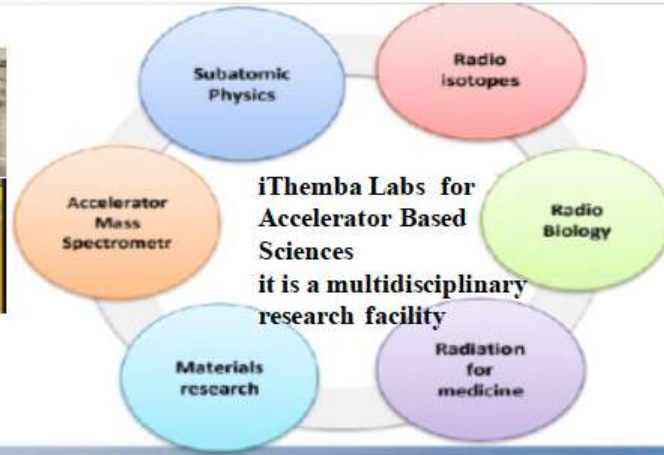 Subatomic
Physics
Radio
isotopes
Accelerator
Mass
Spectrometr
iThemba Labs for
Accelerator Based
Sciences
it is a multidisciplinary
research facility
Radio
Biology
Materials
research
Radiation
for
medicine